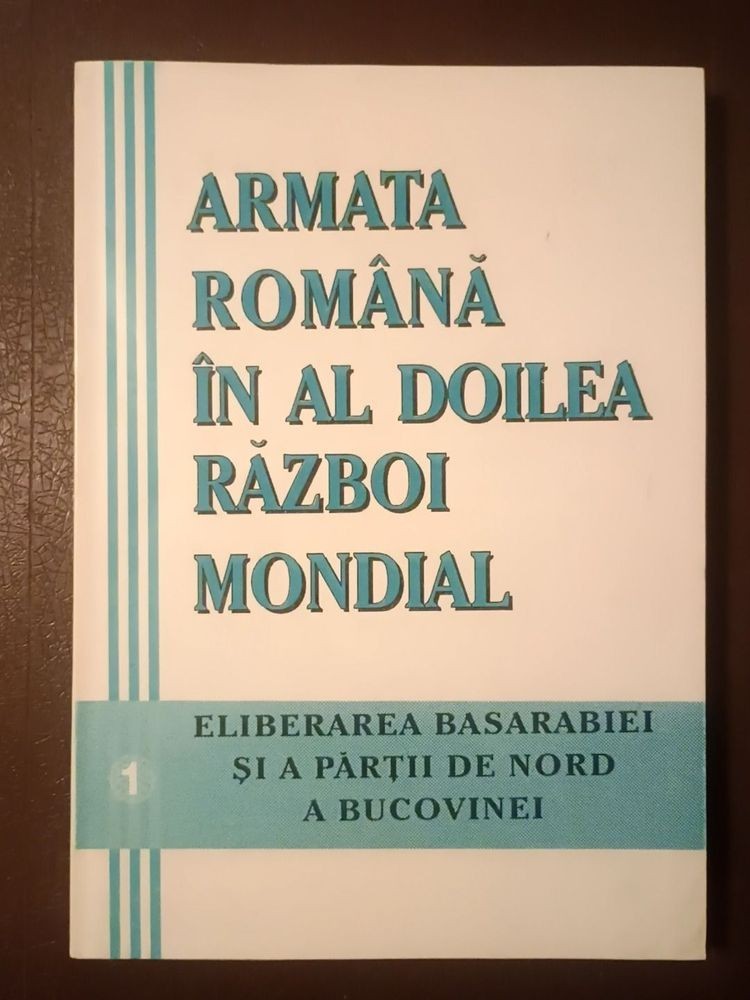 ARMATA
ROMÂNĂ
ÎN AL DOILEA
RĂZBOI
MONDIAL
ELIBERAREA BASARABIEI
ŞI A PĂRŢII DE NORD
1
A BUCOVINEI